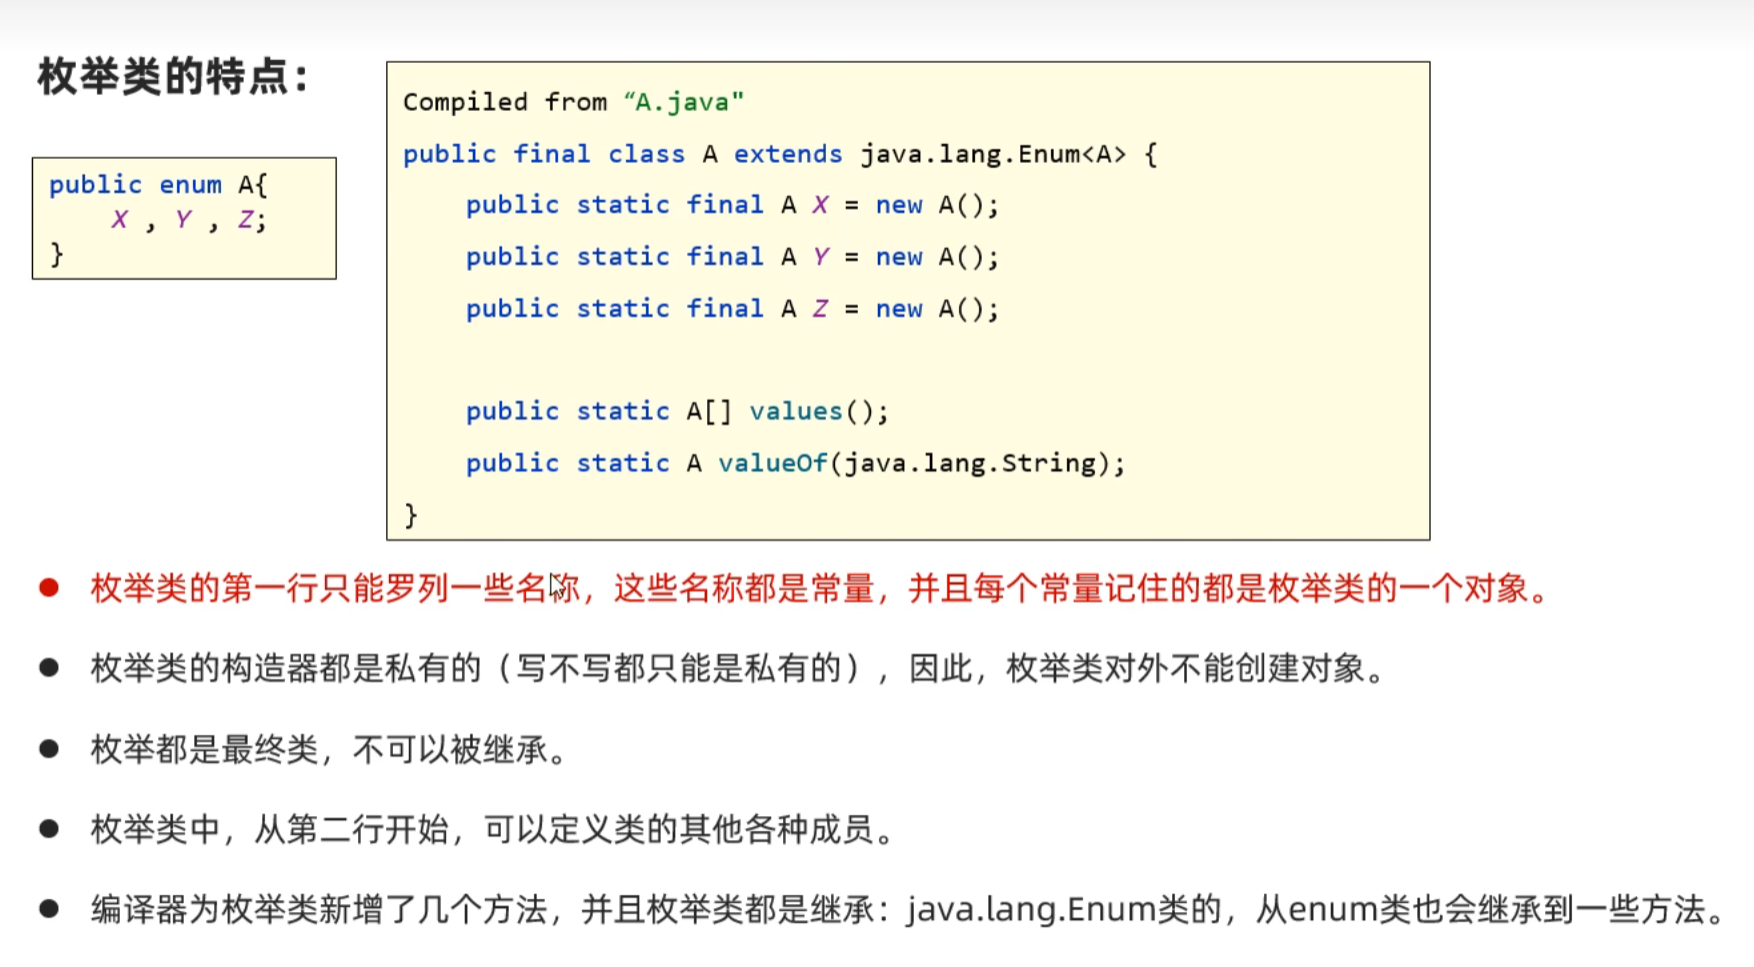 枚举类的特点：
public enum A{
X , Y , Z;
}
Compiled from “A.java"
public final class A extends java.lang.Enum<A> {
public static final A X = new A();
public static final A Y = new A();
public static final A Z = new A();
public static A[] values();
public static A valueOf(java.lang.String);
}
● 枚举类的第一行只能罗列一些名称，这些名称都是常量，并且每个常量记住的都是枚举类的一个对象。
● 枚举类的构造器都是私有的（写不写都只能是私有的），因此，枚举类对外不能创建对象。
● 枚举都是最终类，不可以被继承。
● 枚举类中，从第二行开始，可以定义类的其他各种成员。
● 编译器为枚举类新增了几个方法，并且枚举类都是继承：java.lang.Enum类的，从enum类也会继承到一些方法。